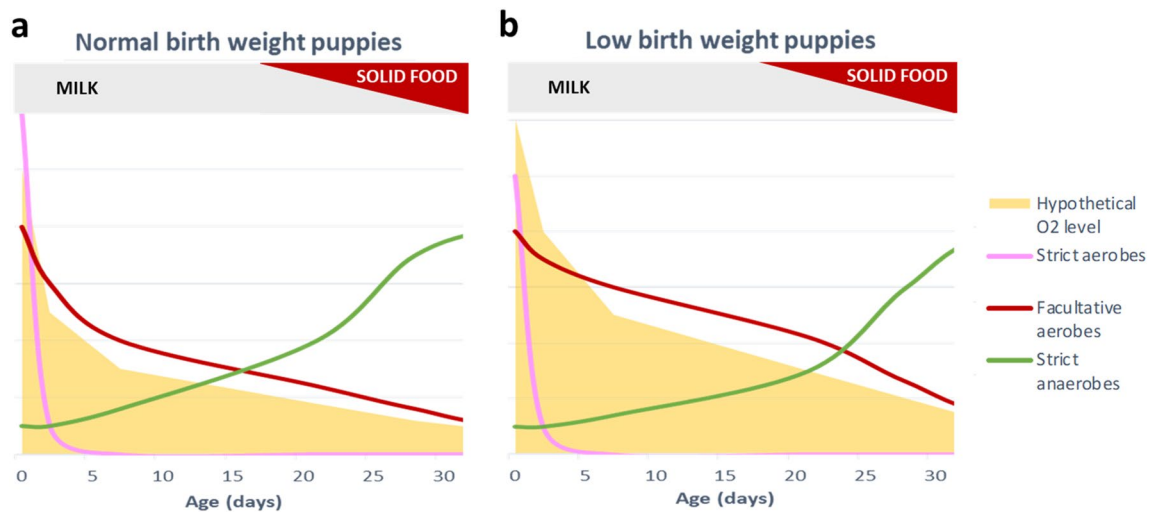 a
Normal birth weight puppies
MILK
SOLID FOOD
0 5 10 15 20 25 30
Age (days)
b
Low birth weight puppies
MILK
SOLID FOOD
0 5 10 15 20 25 30
Age (days)
Hypothetical
O2 level
Strict aerobes
Facultative
aerobes
Strict
anaerobes